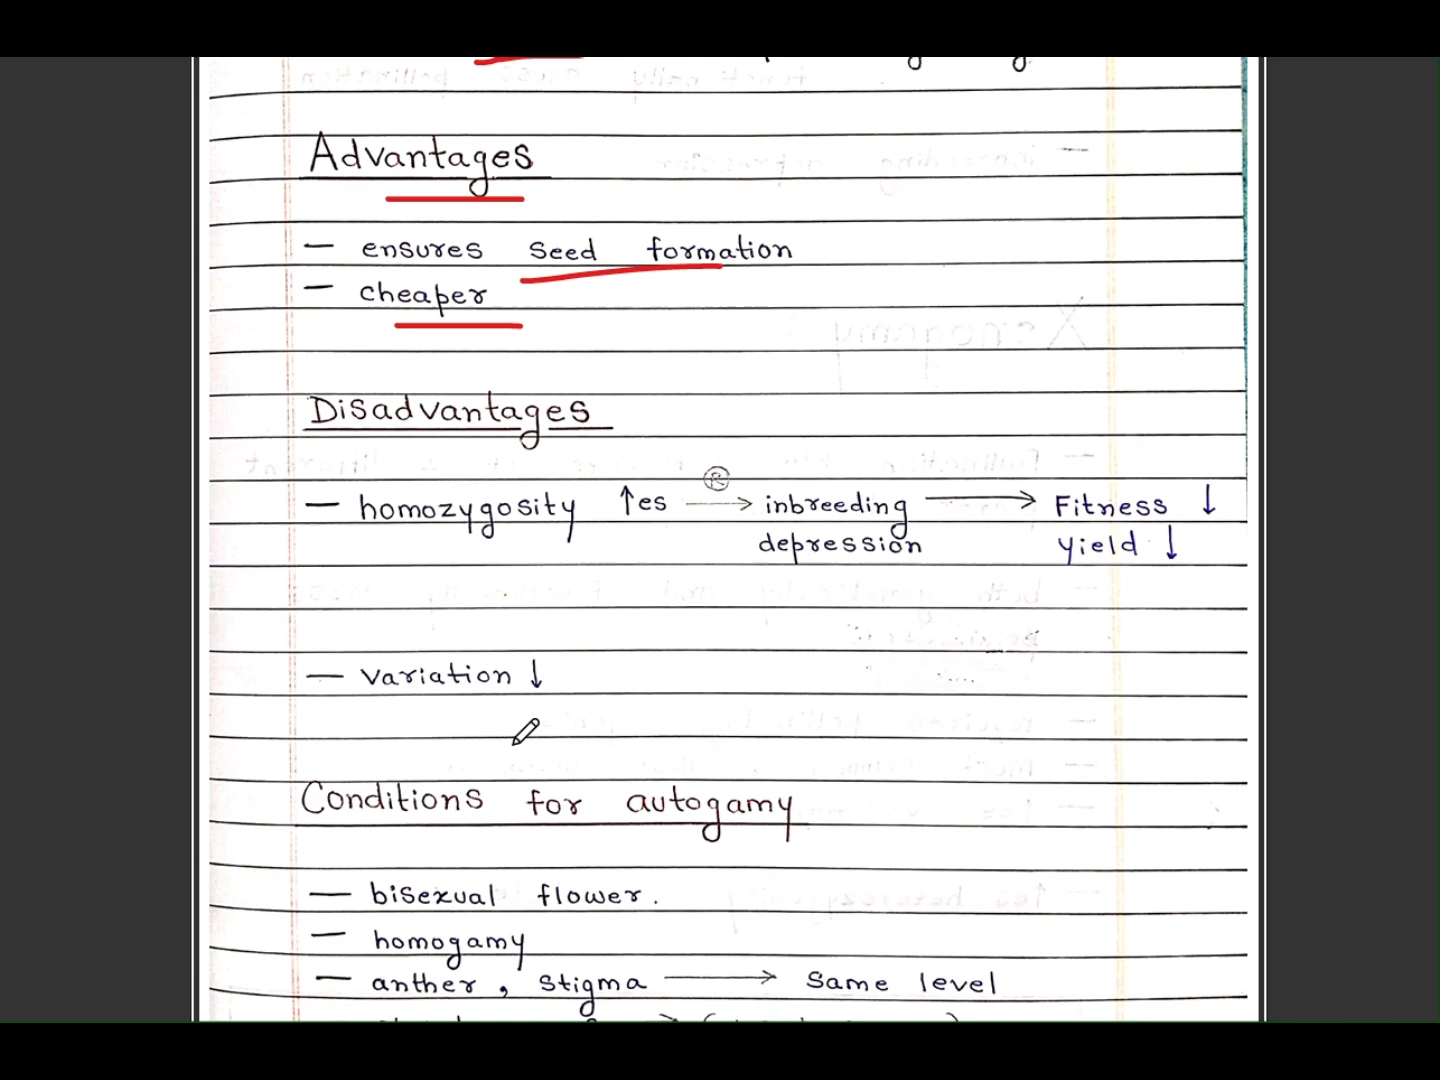 Advantages
— ensures seed formation
— cheaper
Disadvantages
— homozygosity ↑es ⟶ inbreeding ⟶ Fitness ↓
Ⓡ
depression yield ↓
— variation ↓
Conditions for autogamy
— bisexual flower.
— homogamy
— anther, stigma ⟶ same level